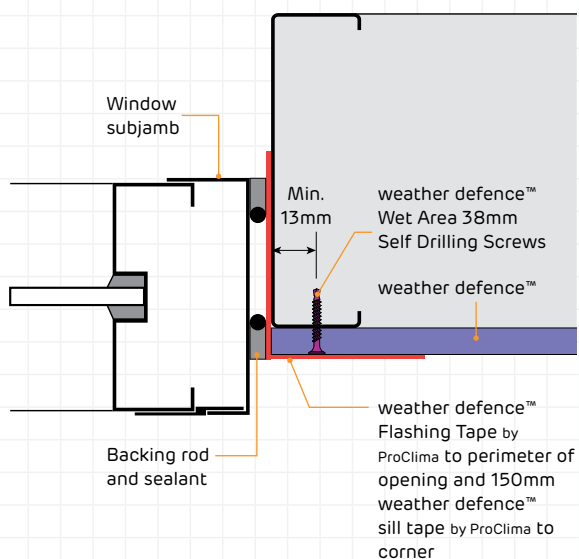 Window
subjamb
Min.
13mm
weather defence™
Wet Area 38mm
Self Drilling Screws
weather defence™
Backing rod
and sealant
weather defence™
Flashing Tape by
ProClima to perimeter of
opening and 150mm
weather defence™
sill tape by ProClima to
corner